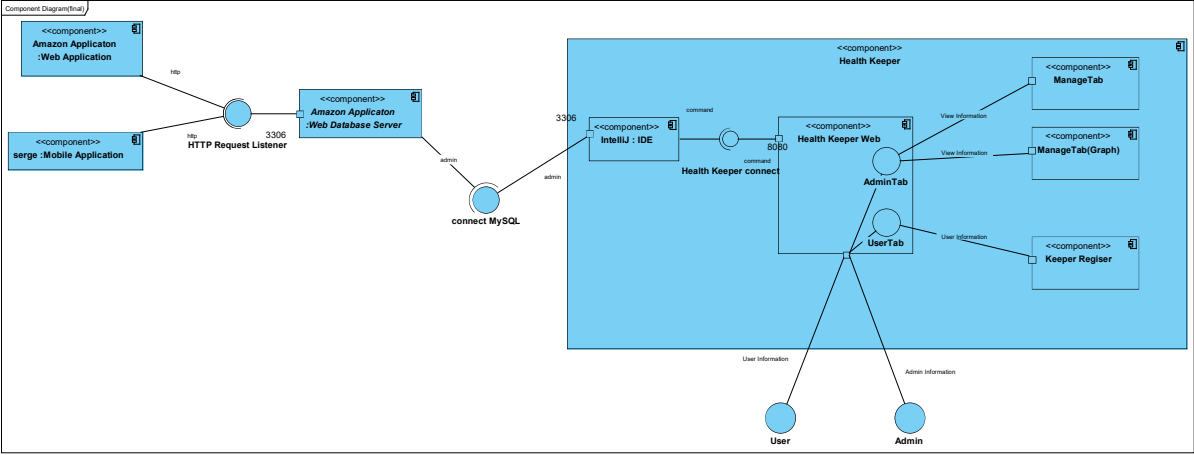 Component Diagram(final)
<<component>>
Amazon Applicaton
:Web Application
http
<<component>>
serge :Mobile Application
http
HTTP Request Listener
3306
<<component>>
Amazon Applicaton
:Web Database Server
admin
connect MySQL
admin
3306
<<component>>
Health Keeper
<<component>>
IntelliJ : IDE
command
command
Health Keeper connect
8080
<<component>>
Health Keeper Web
AdminTab
UserTab
View Information
<<component>>
ManageTab
View Information
<<component>>
ManageTab(Graph)
User Information
<<component>>
Keeper Regiser
User Information
Admin Information
User
Admin